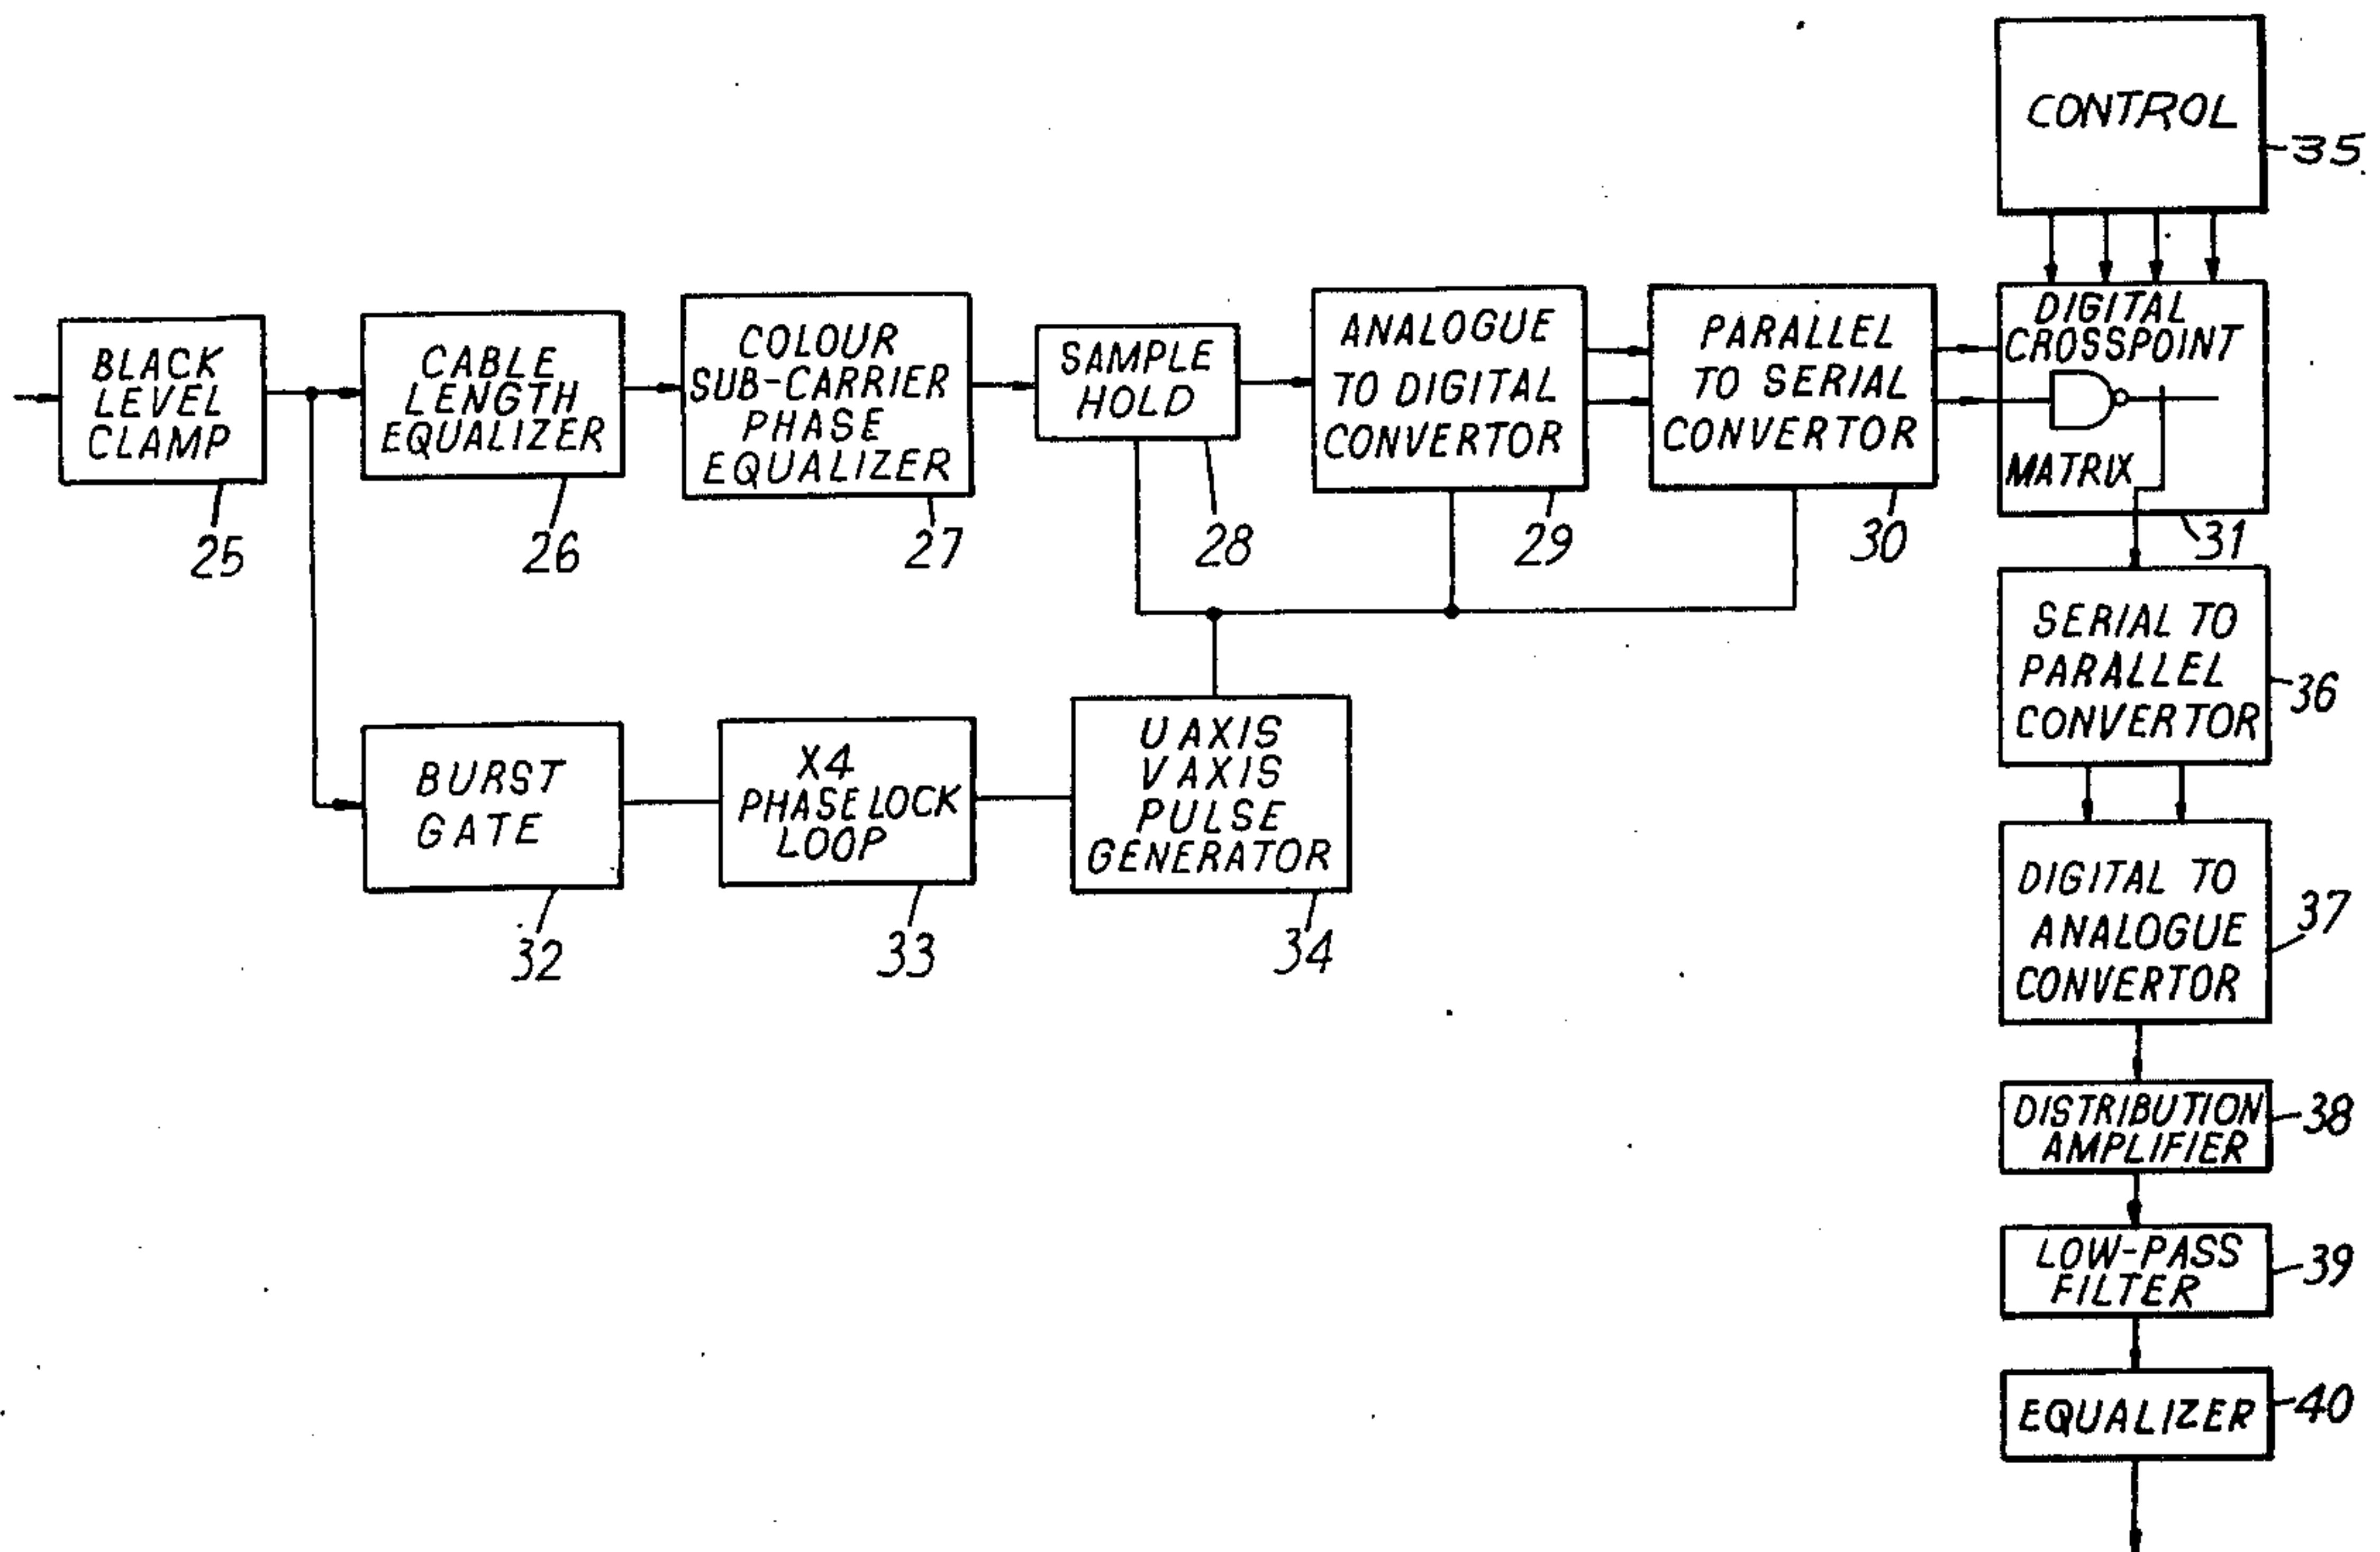 CONTROL
35
BLACK
LEVEL
CLAMP
25
CABLE
LENGTH
EQUALIZER
26
COLOUR
SUB-CARRIER
PHASE
EQUALIZER
27
SAMPLE
HOLD
28
ANALOGUE
TO DIGITAL
CONVERTOR
29
PARALLEL
TO SERIAL
CONVERTOR
30
DIGITAL
CROSSPOINT
MATRIX
31
BURST
GATE
32
X4
PHASE LOCK
LOOP
33
U AXIS
V AXIS
PULSE
GENERATOR
34
SERIAL TO
PARALLEL
CONVERTOR
36
DIGITAL TO
ANALOGUE
CONVERTOR
37
DISTRIBUTION
AMPLIFIER
38
LOW-PASS
FILTER
39
EQUALIZER
40